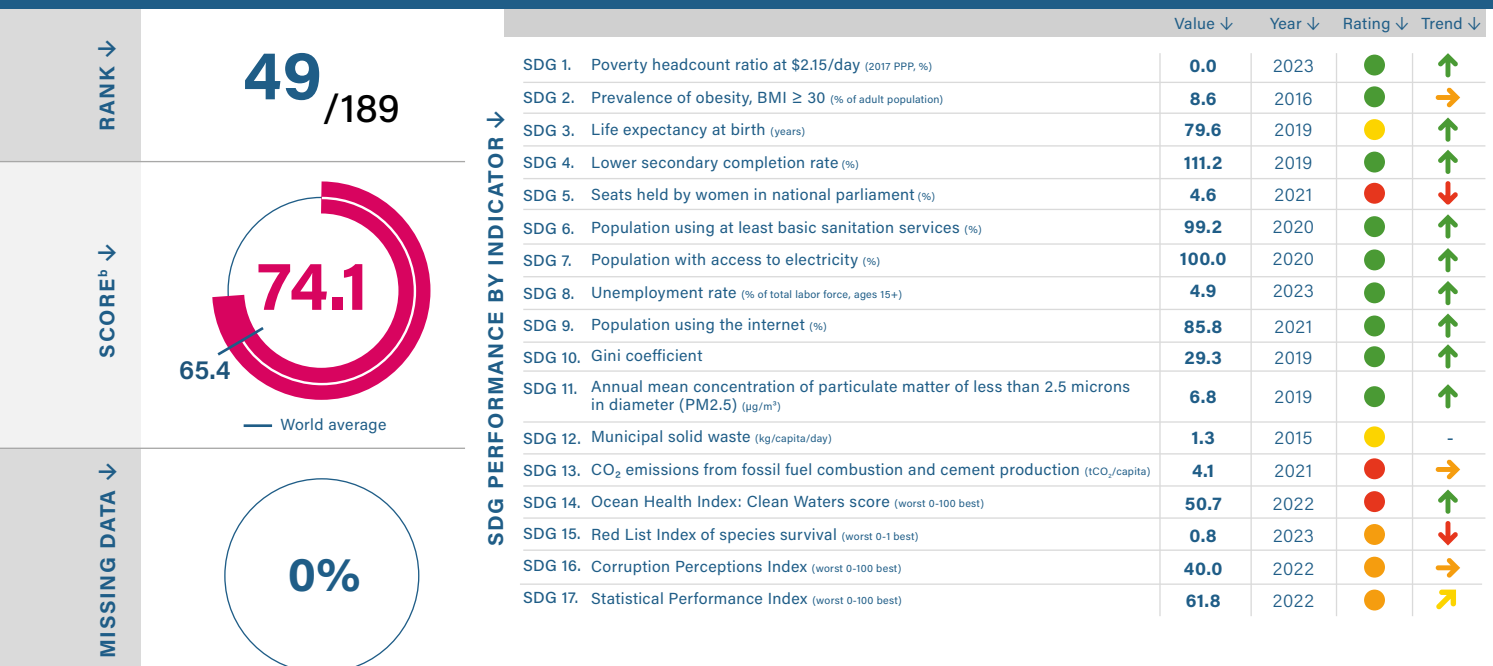 RANK →
49 /189
SCOREᵇ →
74.1
65.4
World average
MISSING DATA →
0%
SDG PERFORMANCE BY INDICATOR →
Value ↓ Year ↓ Rating ↓ Trend ↓
SDG 1. Poverty headcount ratio at $2.15/day (2017 PPP, %) 0.0 2023 ↑
SDG 2. Prevalence of obesity, BMI ≥ 30 (% of adult population) 8.6 2016 →
SDG 3. Life expectancy at birth (years) 79.6 2019 ↑
SDG 4. Lower secondary completion rate (%) 111.2 2019 ↑
SDG 5. Seats held by women in national parliament (%) 4.6 2021 ↓
SDG 6. Population using at least basic sanitation services (%) 99.2 2020 ↑
SDG 7. Population with access to electricity (%) 100.0 2020 ↑
SDG 8. Unemployment rate (% of total labor force, ages 15+) 4.9 2023 ↑
SDG 9. Population using the internet (%) 85.8 2021 ↑
SDG 10. Gini coefficient 29.3 2019 ↑
SDG 11. Annual mean concentration of particulate matter of less than 2.5 microns
in diameter (PM2.5) (μg/m³) 6.8 2019 ↑
SDG 12. Municipal solid waste (kg/capita/day) 1.3 2015 -
SDG 13. CO₂ emissions from fossil fuel combustion and cement production (tCO₂/capita) 4.1 2021 →
SDG 14. Ocean Health Index: Clean Waters score (worst 0-100 best) 50.7 2022 ↑
SDG 15. Red List Index of species survival (worst 0-1 best) 0.8 2023 ↓
SDG 16. Corruption Perceptions Index (worst 0-100 best) 40.0 2022 →
SDG 17. Statistical Performance Index (worst 0-100 best) 61.8 2022 ↗